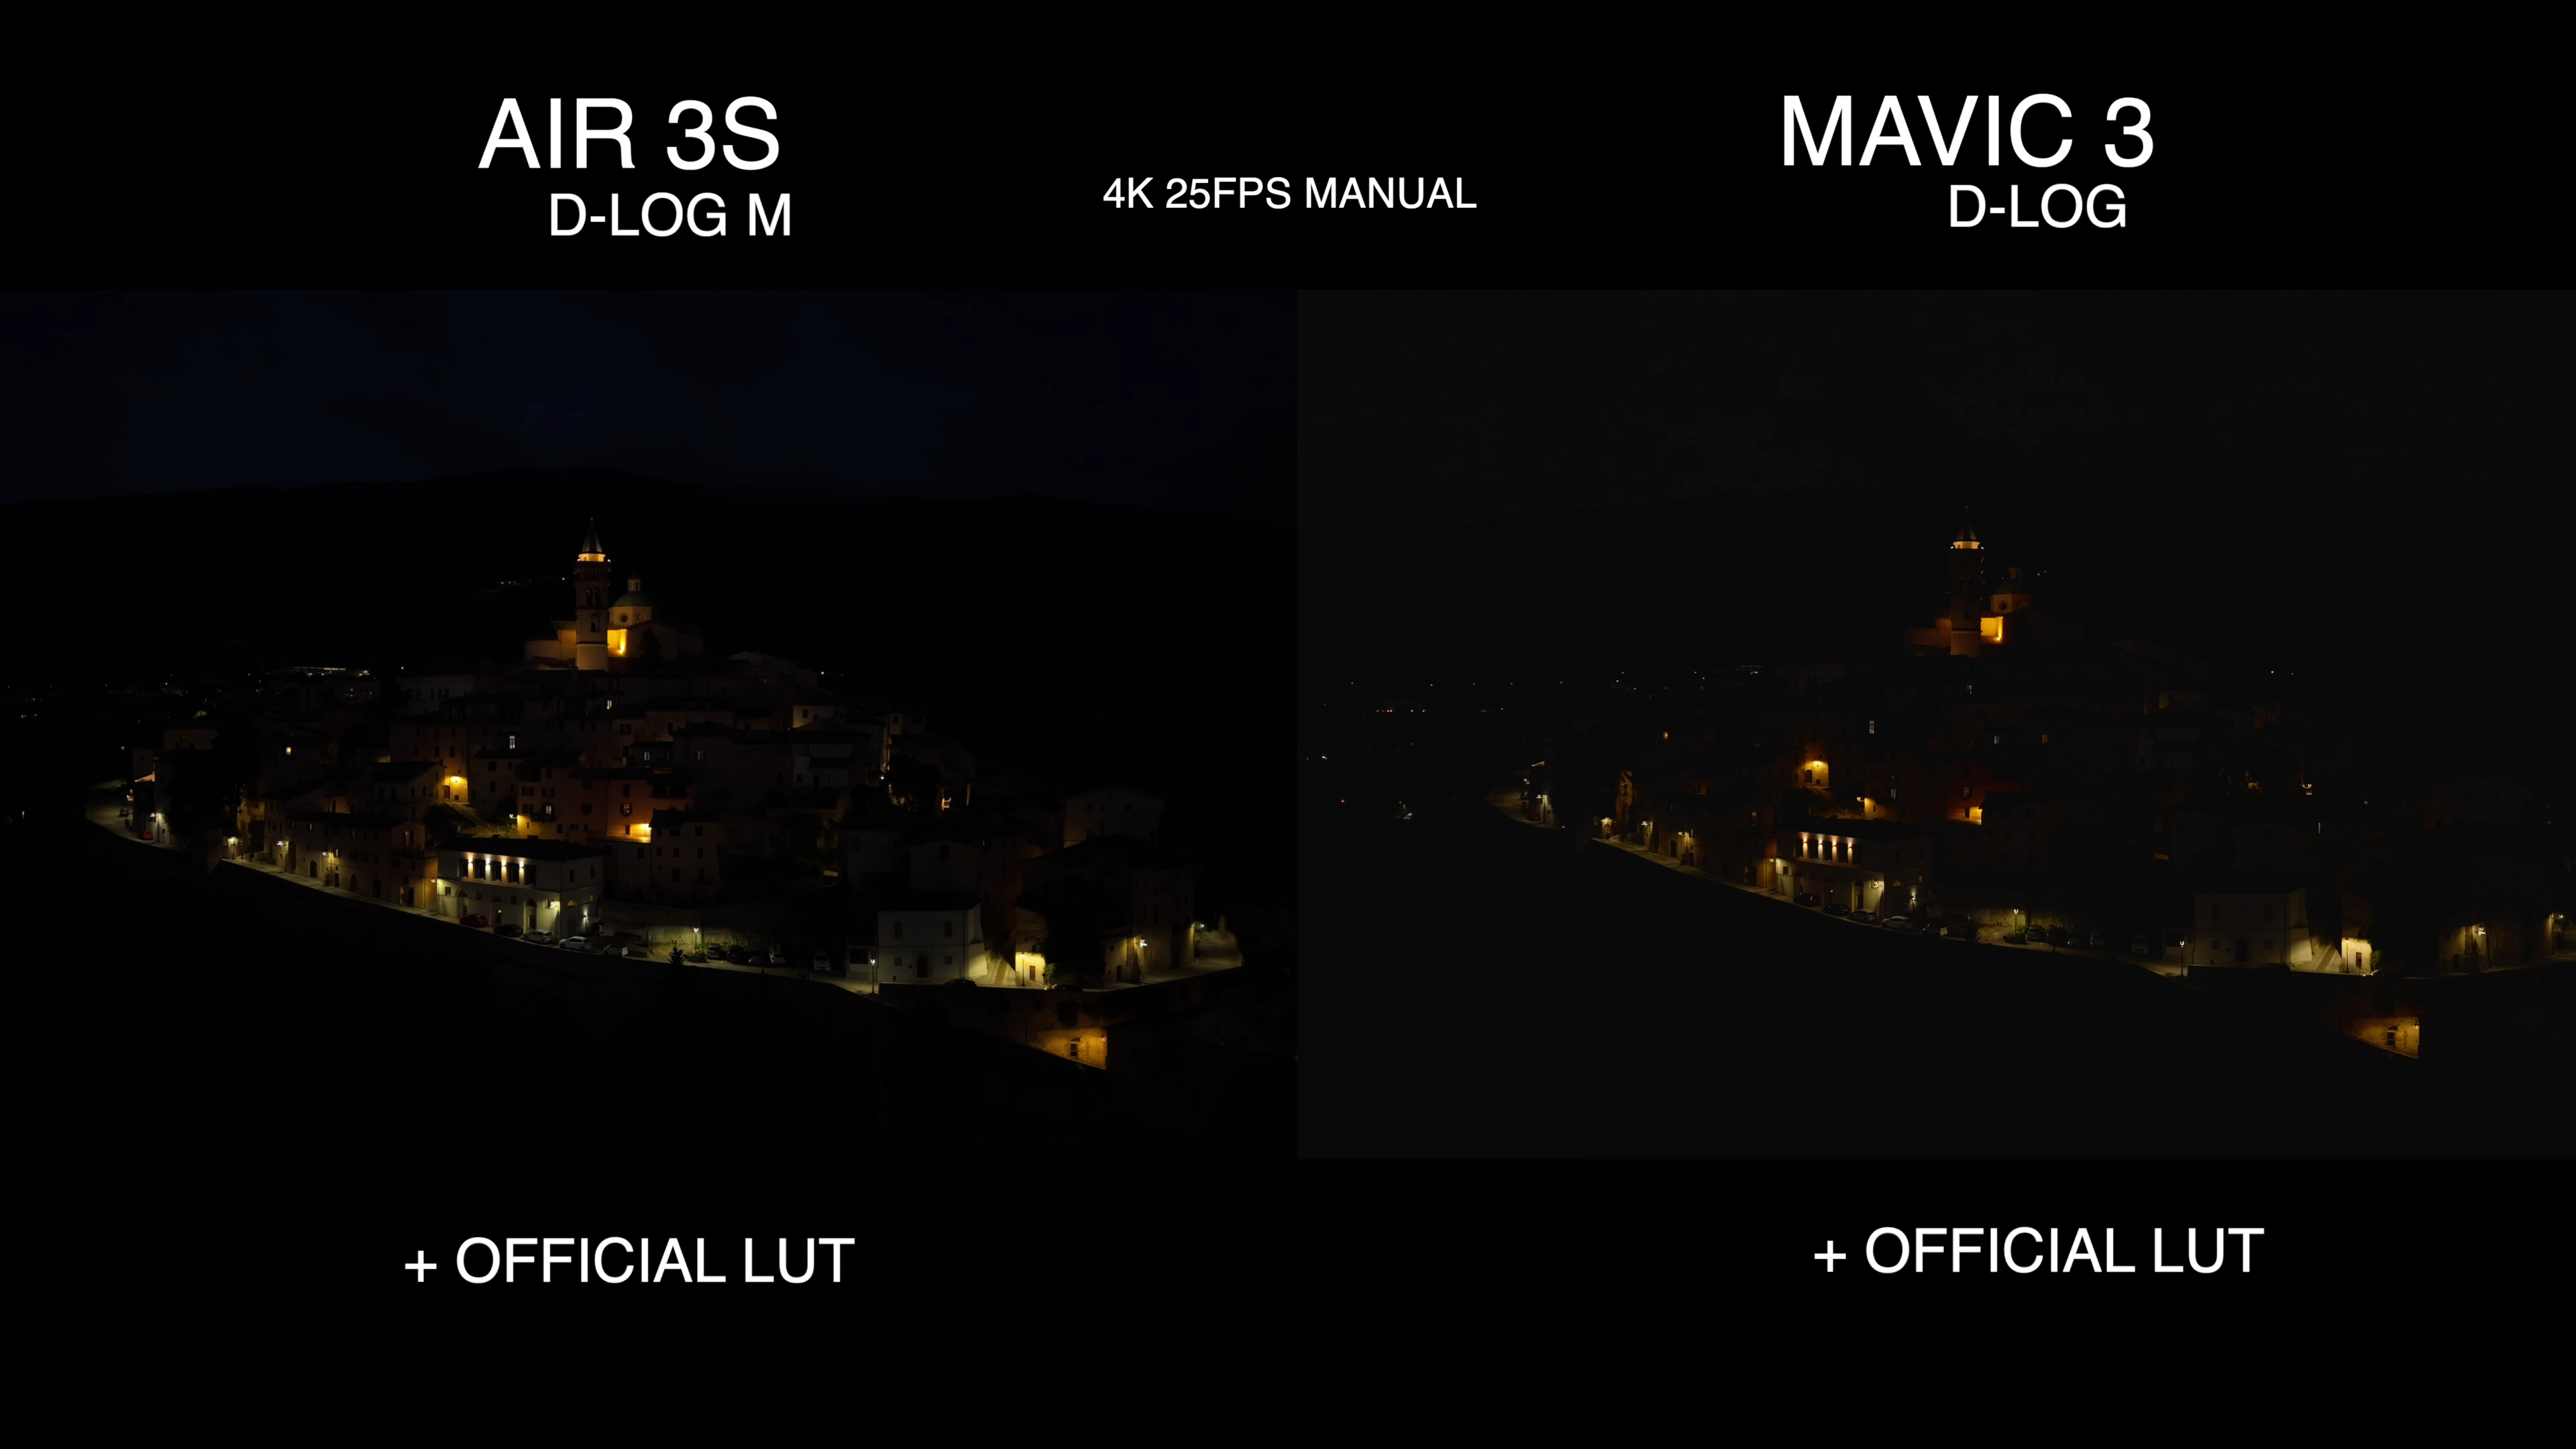 AIR 3S
D-LOG M
4K 25FPS MANUAL
MAVIC 3
D-LOG
+ OFFICIAL LUT
+ OFFICIAL LUT